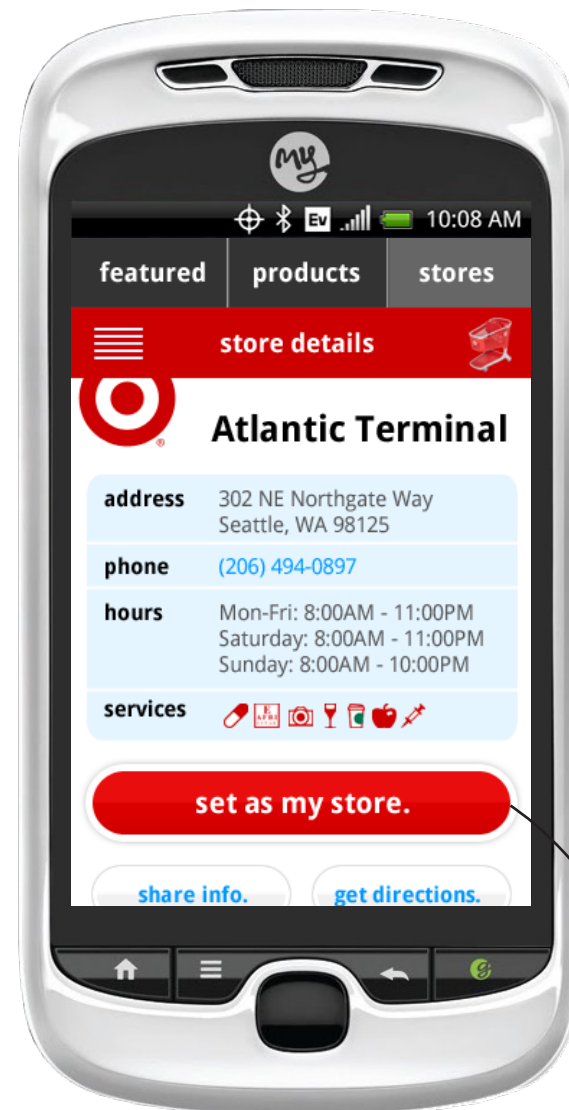 my
Ev 10:08 AM
featured products stores
store details
®
Atlantic Terminal
address 302 NE Northgate Way
Seattle, WA 98125
phone (206) 494-0897
hours Mon-Fri: 8:00AM - 11:00PM
Saturday: 8:00AM - 11:00PM
Sunday: 8:00AM - 10:00PM
services
set as my store.
share info. get directions.